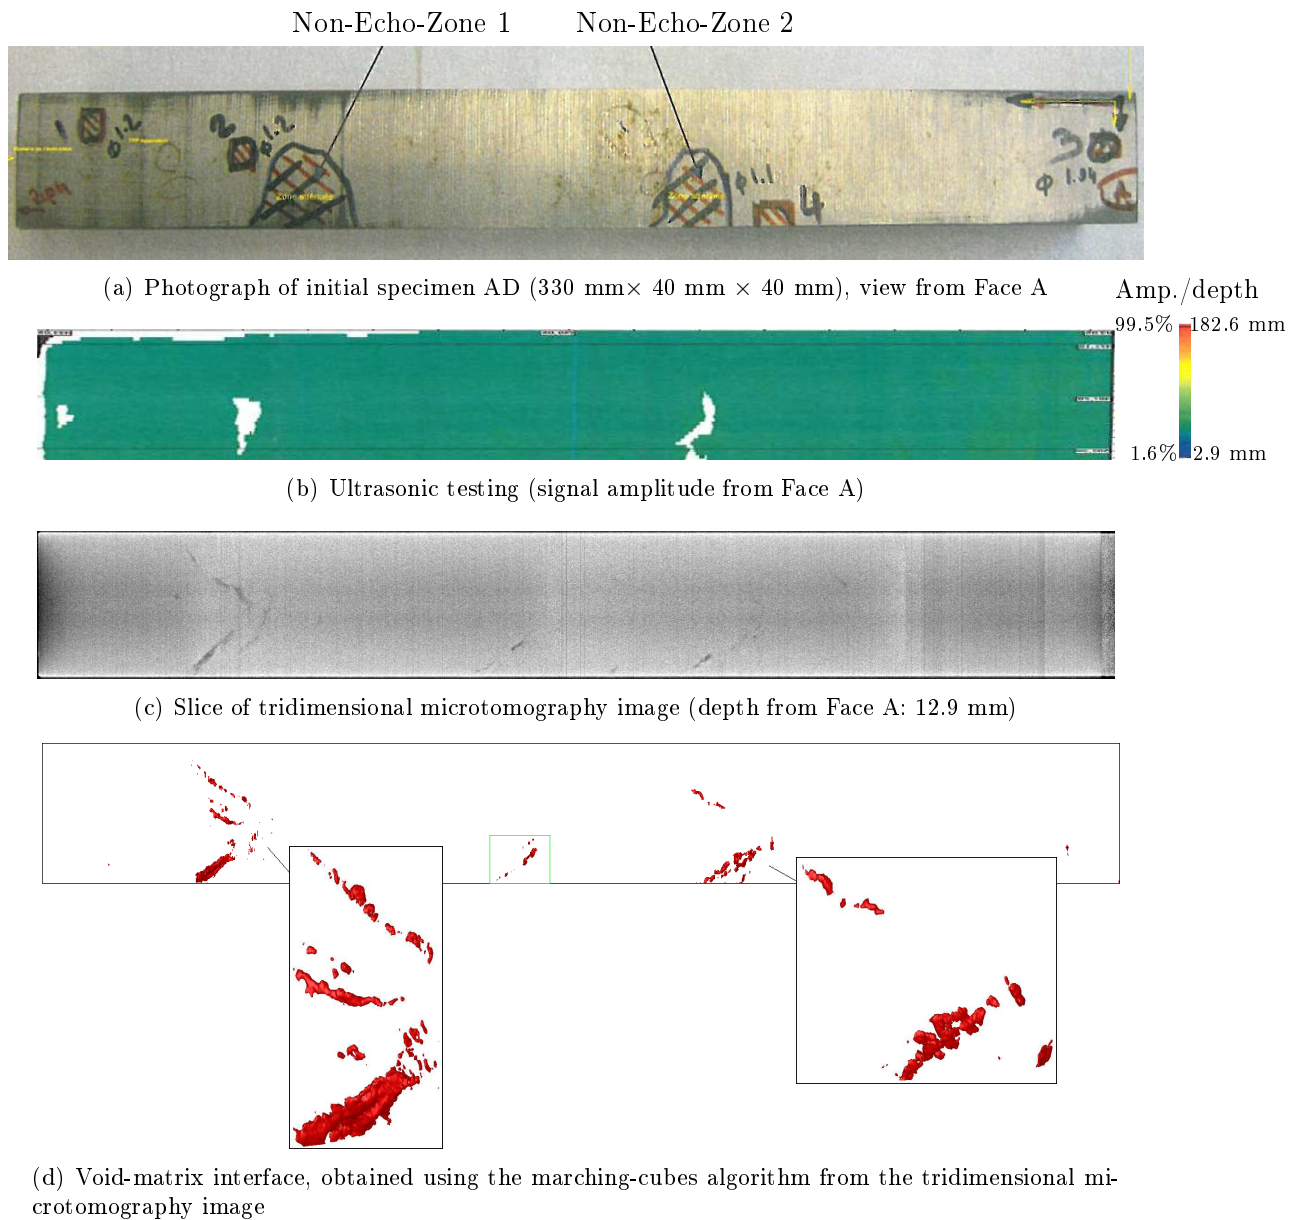 Non-Echo-Zone 1 Non-Echo-Zone 2
1
ϕ1.2
2
ϕ1.2
ϕ1.1
4
3
ϕ 1.04
A
(a) Photograph of initial specimen AD (330 mm× 40 mm × 40 mm), view from Face A
Amp./depth
99.5% 182.6 mm
1.6% 2.9 mm
(b) Ultrasonic testing (signal amplitude from Face A)
(c) Slice of tridimensional microtomography image (depth from Face A: 12.9 mm)
(d) Void-matrix interface, obtained using the marching-cubes algorithm from the tridimensional mi-
crotomography image